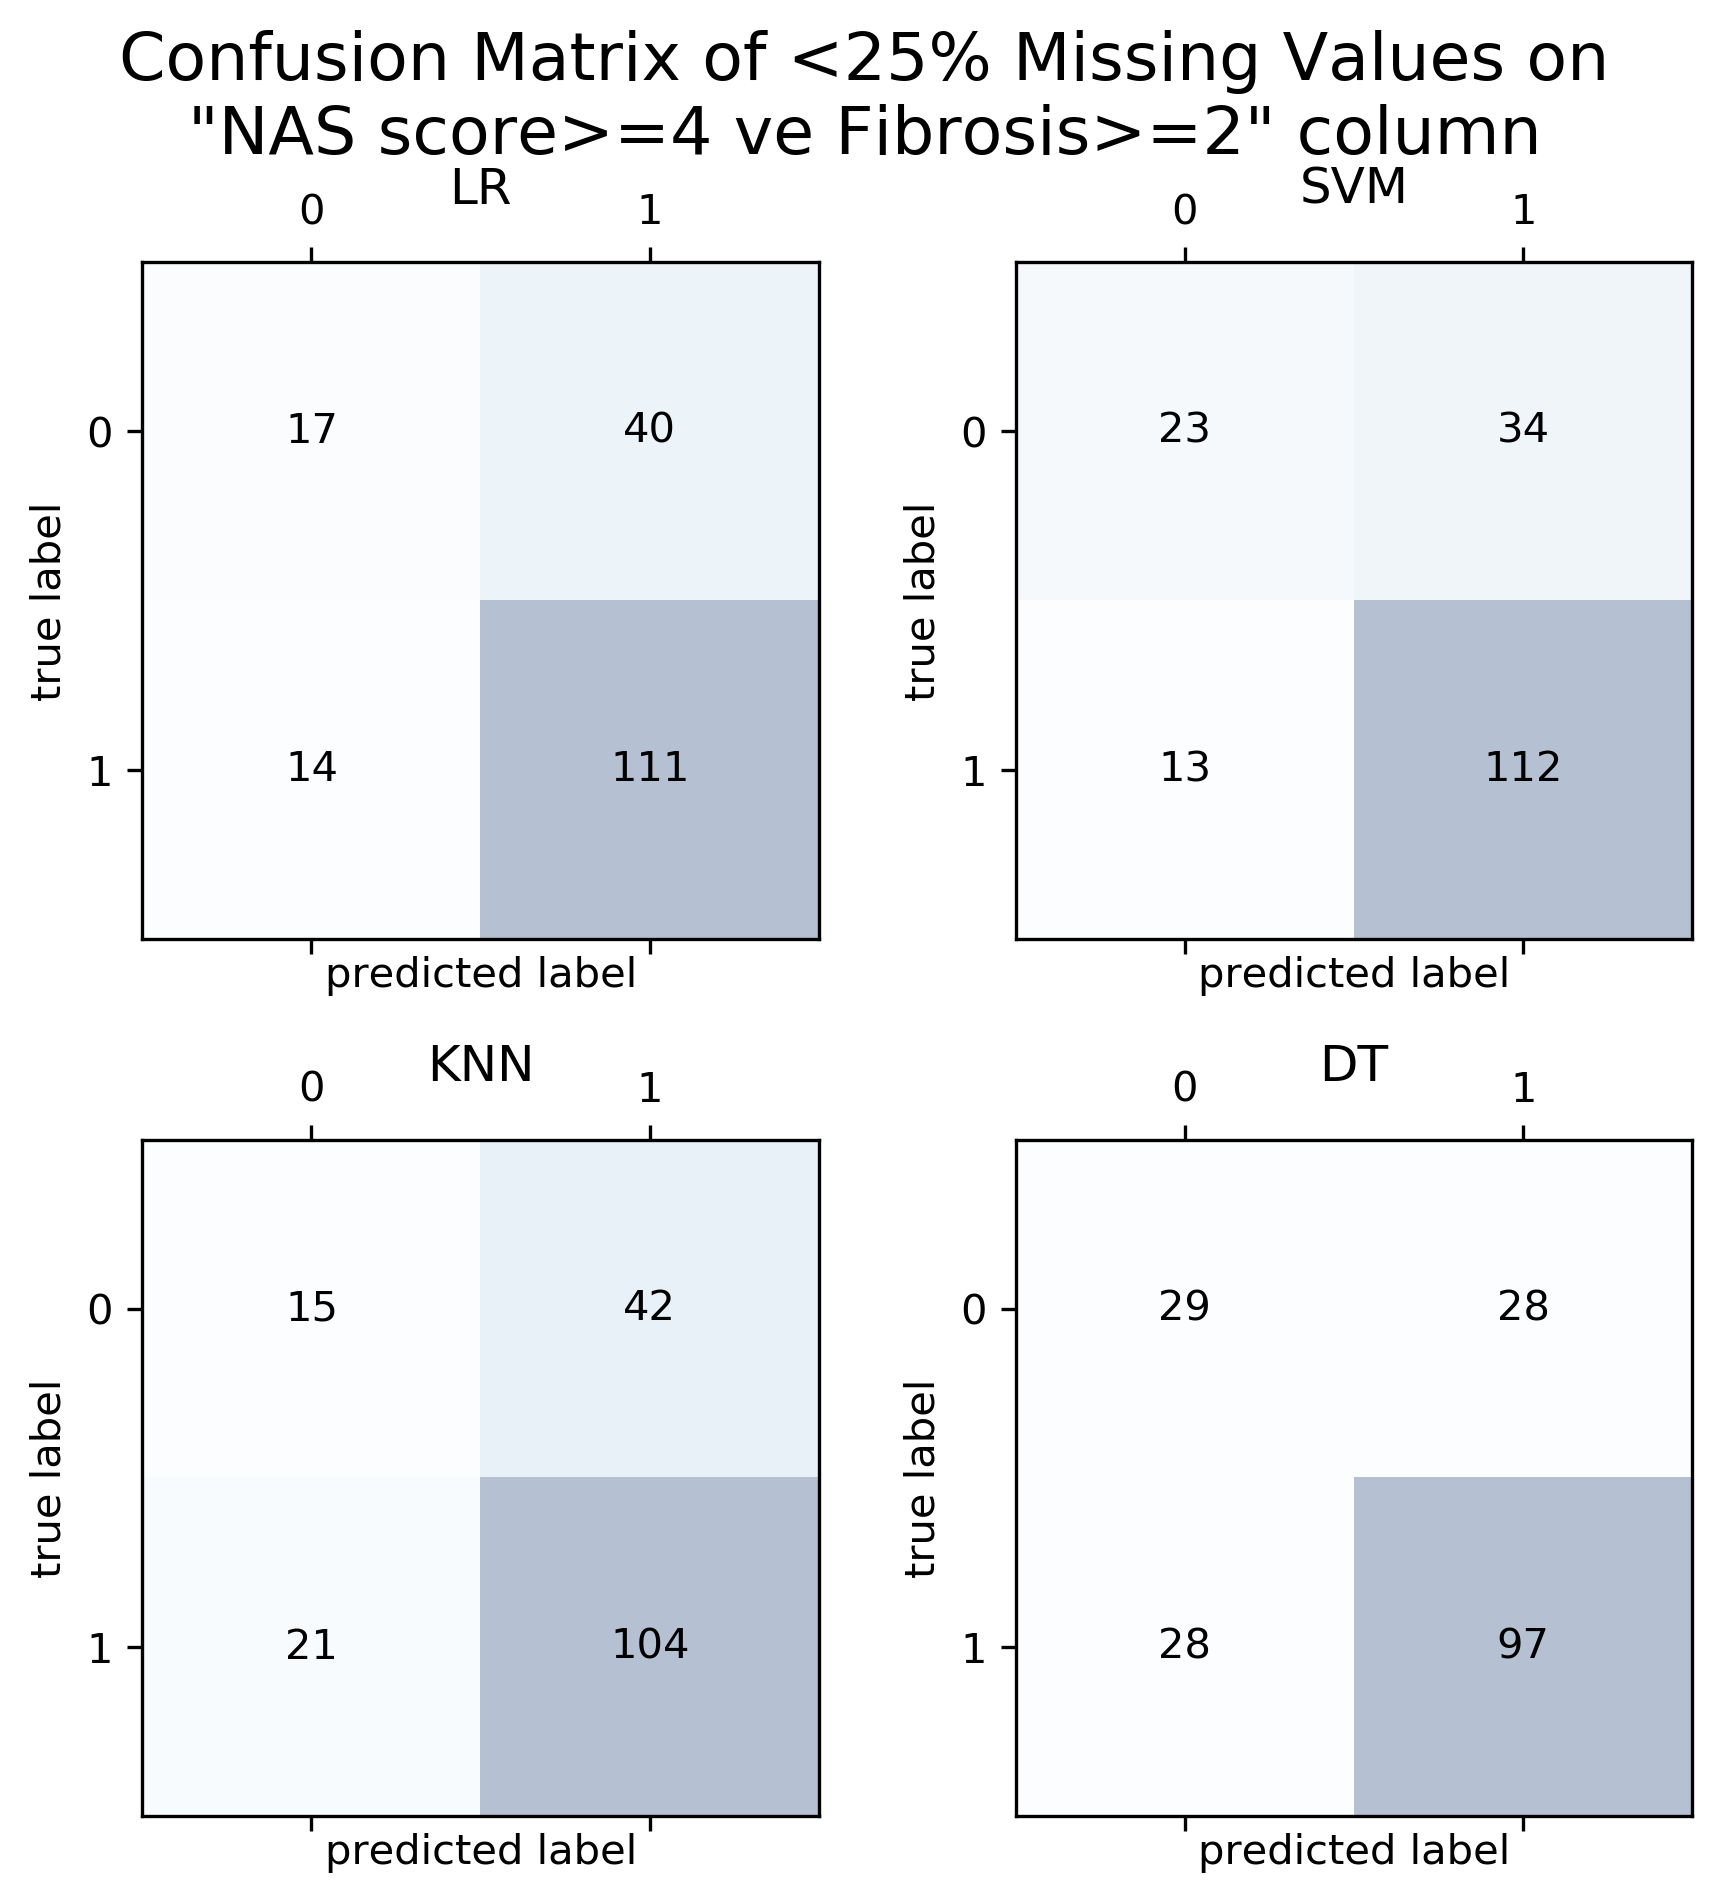 Confusion Matrix of <25% Missing Values on
"NAS score>=4 ve Fibrosis>=2" column
LR
0 1
true label
0 17 40
1 14 111
predicted label
SVM
0 1
true label
0 23 34
1 13 112
predicted label
KNN
0 1
true label
0 15 42
1 21 104
predicted label
DT
0 1
true label
0 29 28
1 28 97
predicted label